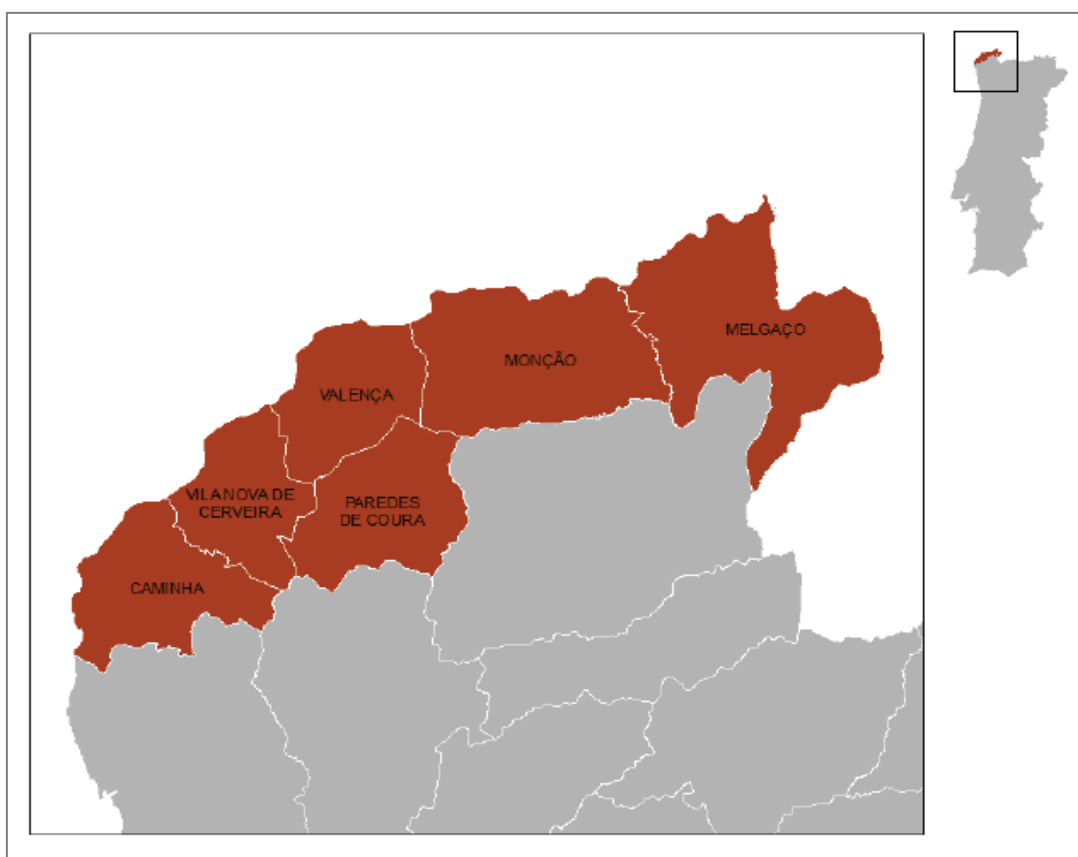 MELGAÇO
MONÇÃO
VALENÇA
VILA NOVA DE
CERVEIRA
PAREDES
DE COURA
CAMINHA